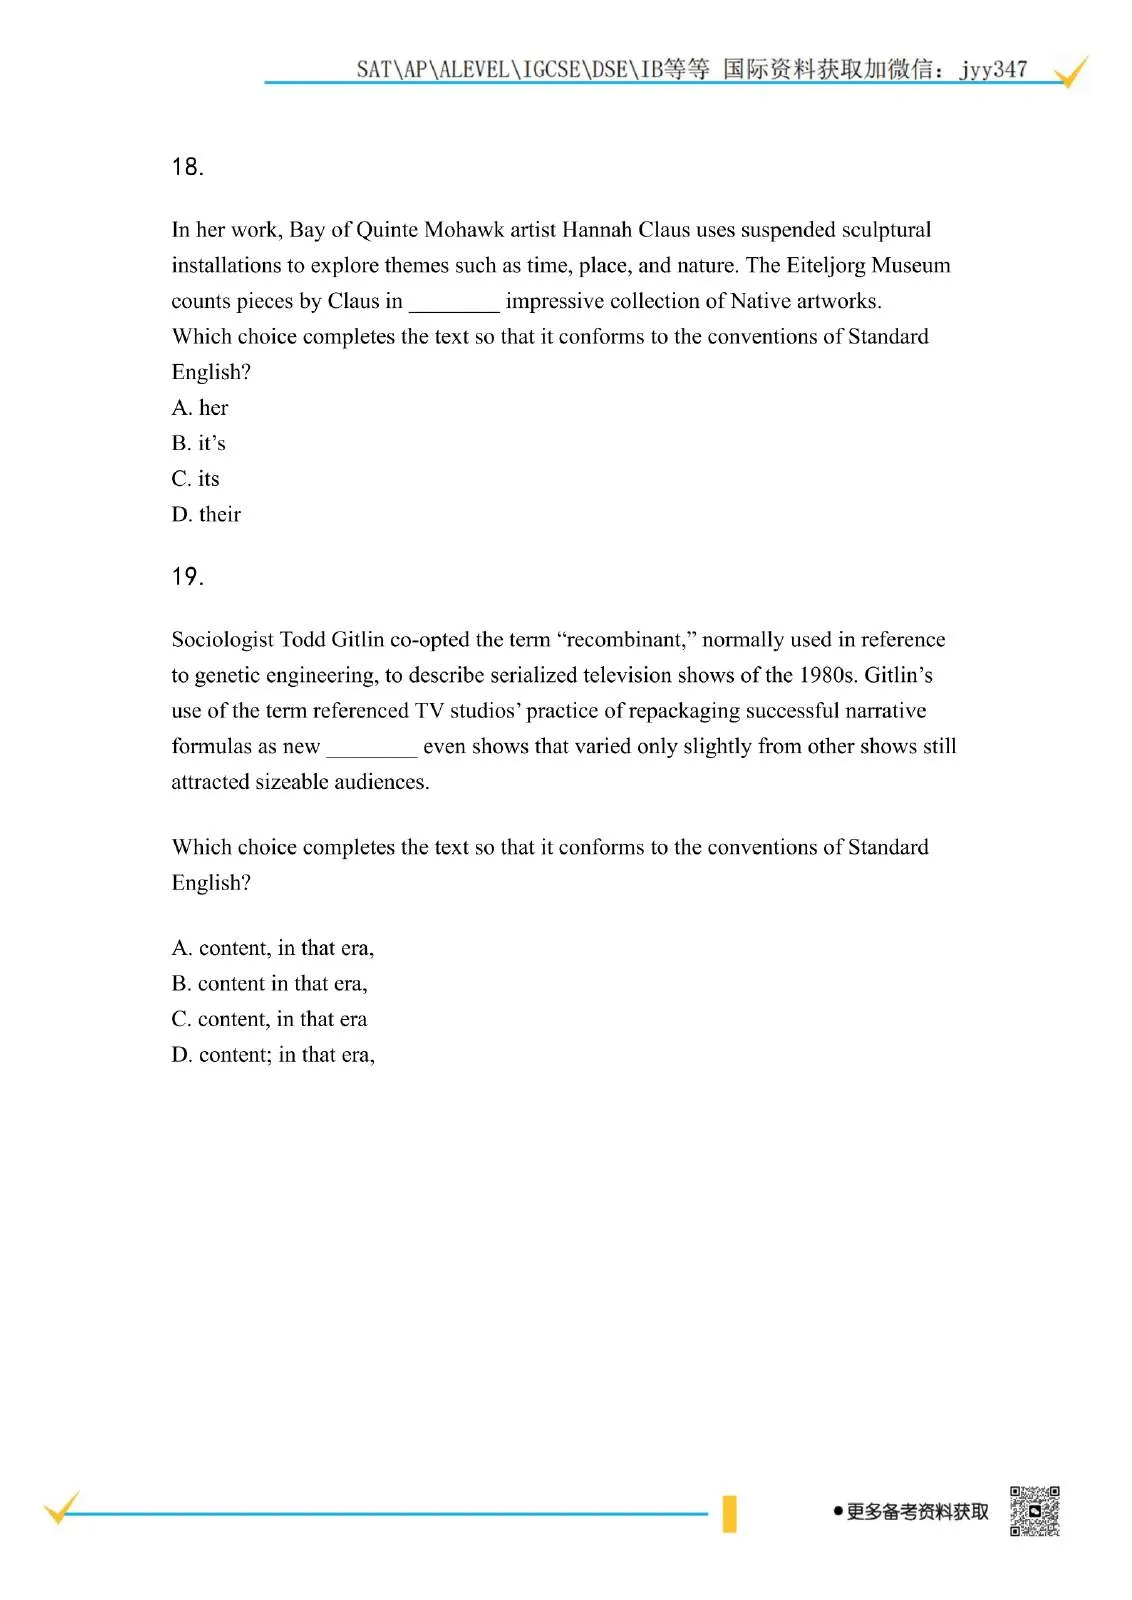 SAT\AP\ALEVEL\IGCSE\DSE\IB等等 国际资料获取加微信：jyy347
18.
In her work, Bay of Quinte Mohawk artist Hannah Claus uses suspended sculptural
installations to explore themes such as time, place, and nature. The Eiteljorg Museum
counts pieces by Claus in ________ impressive collection of Native artworks.
Which choice completes the text so that it conforms to the conventions of Standard
English?
A. her
B. it’s
C. its
D. their
19.
Sociologist Todd Gitlin co-opted the term “recombinant,” normally used in reference
to genetic engineering, to describe serialized television shows of the 1980s. Gitlin’s
use of the term referenced TV studios’ practice of repackaging successful narrative
formulas as new ________ even shows that varied only slightly from other shows still
attracted sizeable audiences.
Which choice completes the text so that it conforms to the conventions of Standard
English?
A. content, in that era,
B. content in that era,
C. content, in that era
D. content; in that era,
●更多备考资料获取